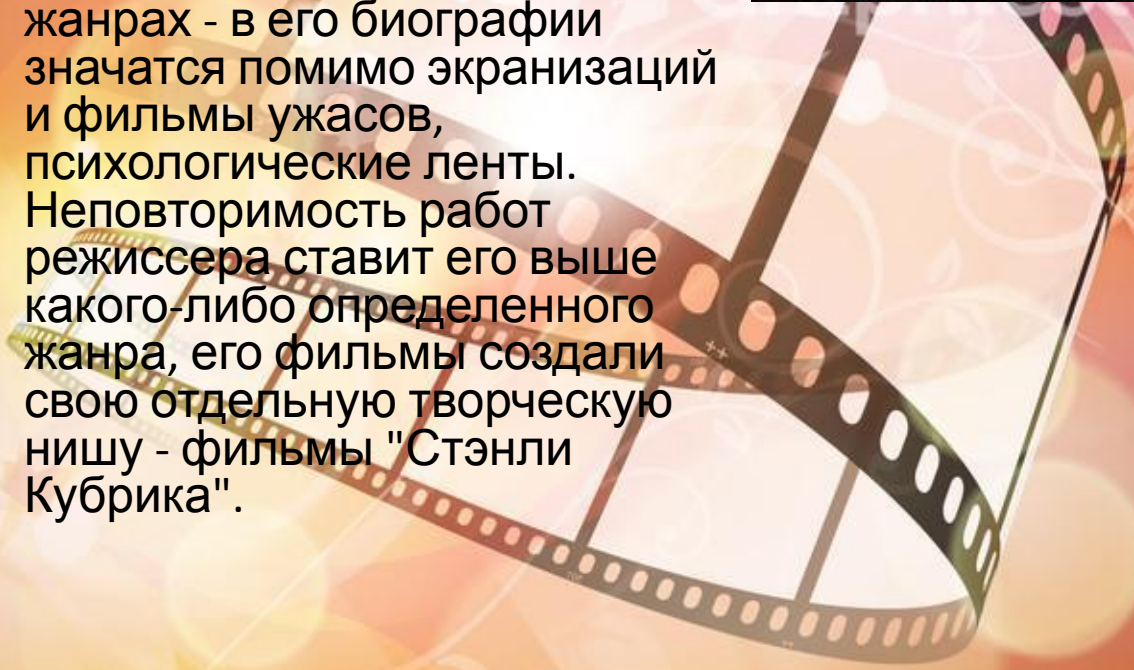 жанрах - в его биографии
значатся помимо экранизаций
и фильмы ужасов,
психологические ленты.
Неповторимость работ
режиссера ставит его выше
какого-либо определенного
жанра, его фильмы создали
свою отдельную творческую
нишу - фильмы "Стэнли
Кубрика".